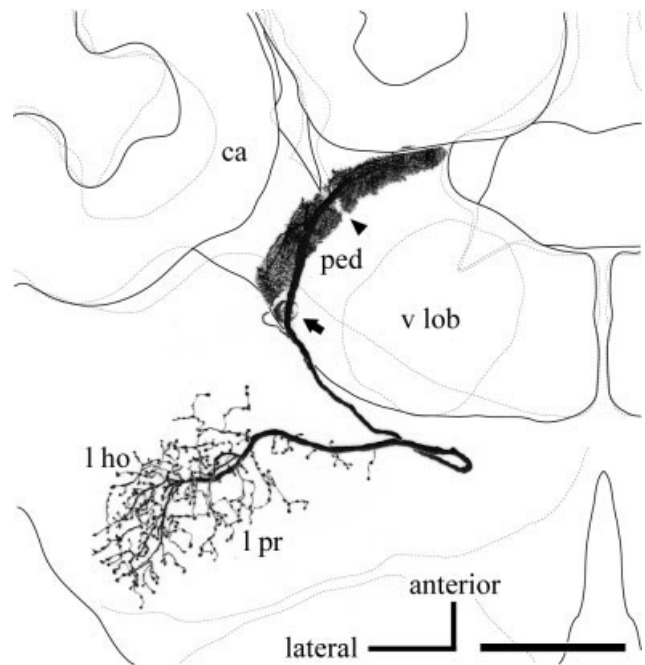 ca
ped
v lob
l ho
l pr
anterior
lateral